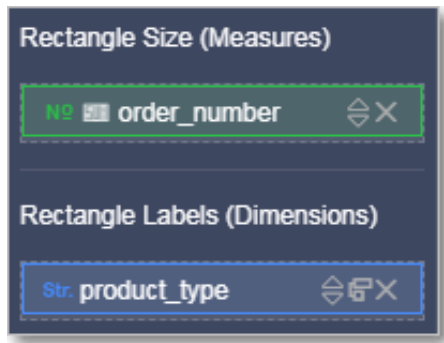 Rectangle Size (Measures)
Nº order_number
Rectangle Labels (Dimensions)
Str. product_type